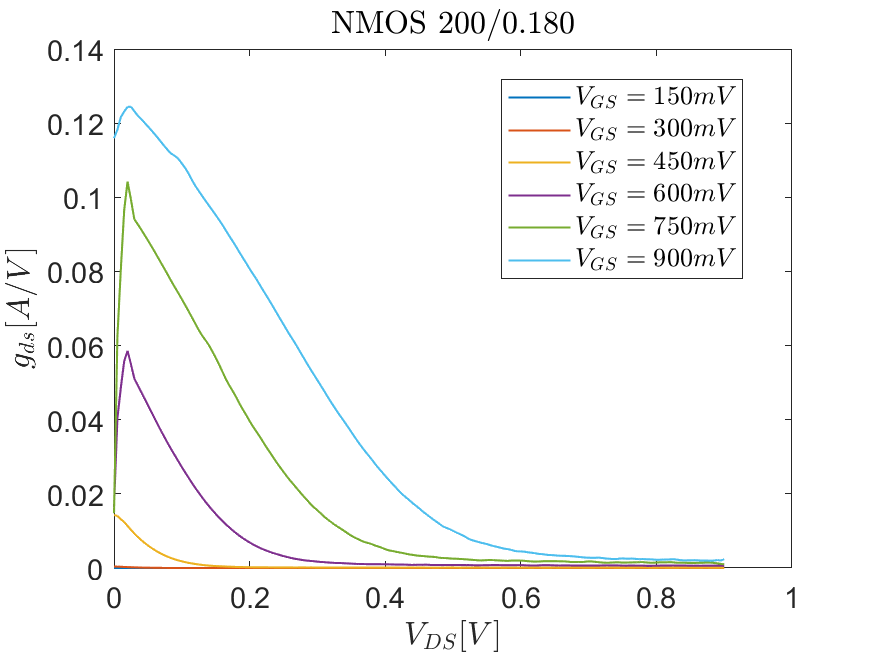 NMOS 200/0.180
0.14
0.12
0.1
0.08
0.06
0.04
0.02
0
g_{ds}[A/V]
V_{GS} = 150mV
V_{GS} = 300mV
V_{GS} = 450mV
V_{GS} = 600mV
V_{GS} = 750mV
V_{GS} = 900mV
0 0.2 0.4 0.6 0.8 1
V_{DS}[V]